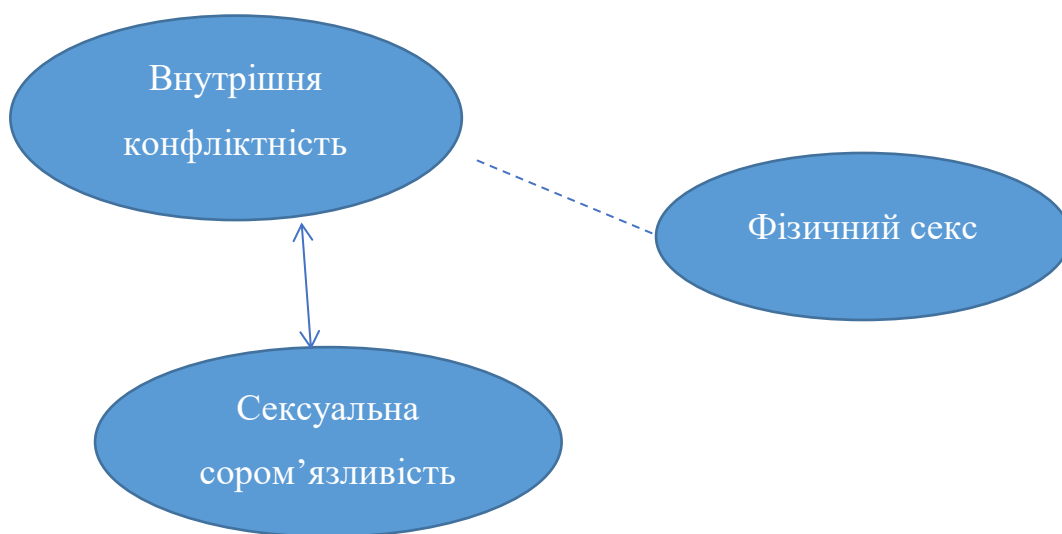 Внутрішня
конфліктність
Фізичний секс
Сексуальна
сором’язливість